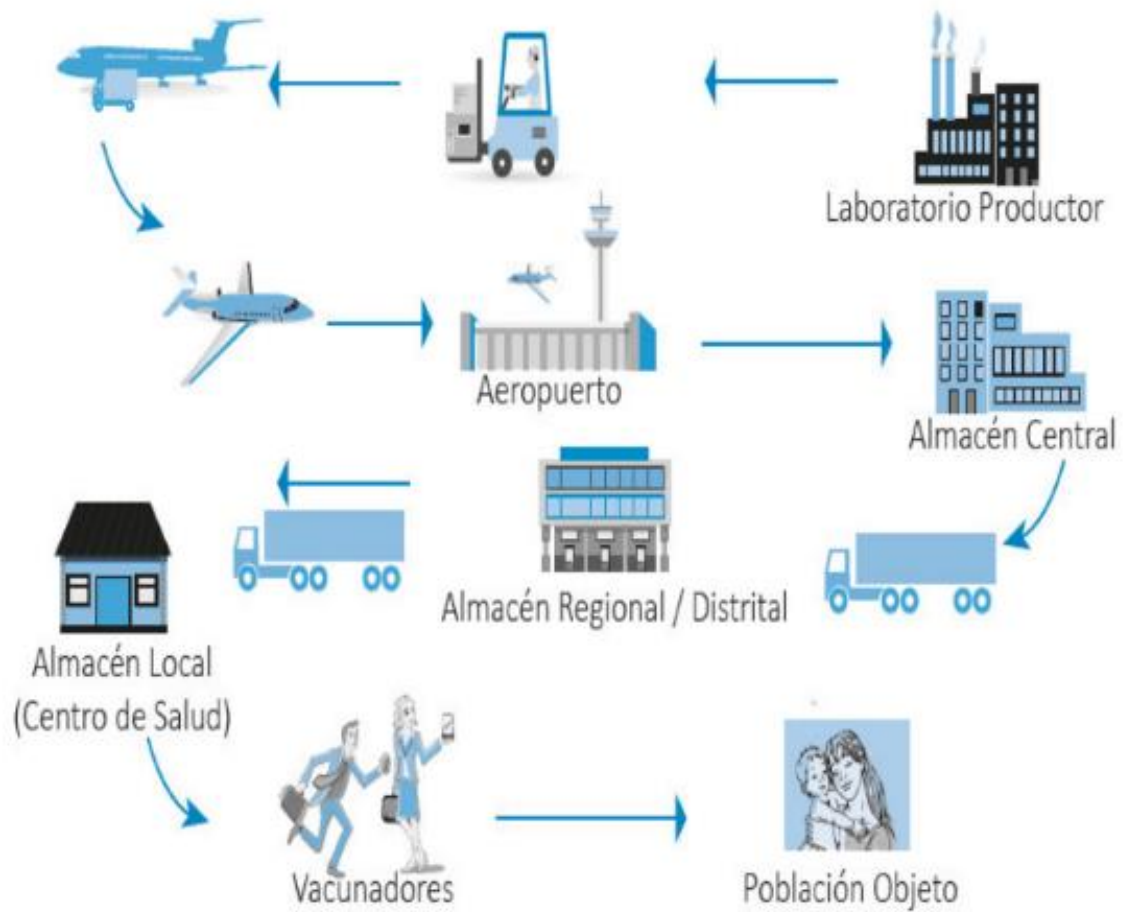 Laboratorio Productor
Aeropuerto
Almacén Central
Almacén Regional / Distrital
Almacén Local
(Centro de Salud)
Vacunadores
Población Objeto